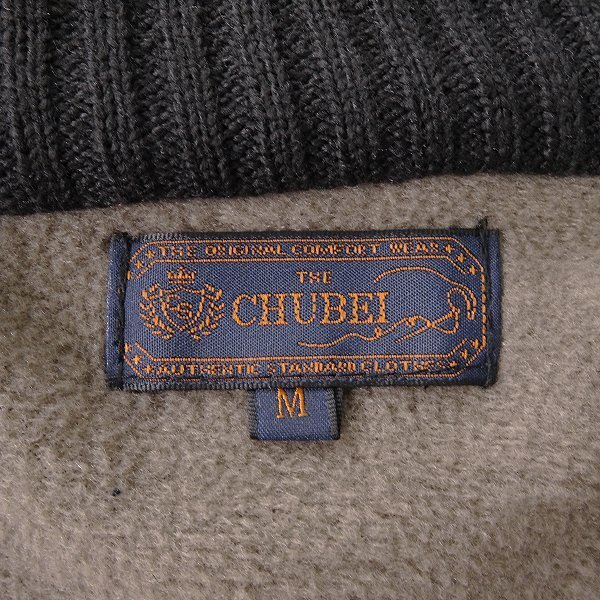 THE ORIGINAL COMFORT WEAR
THE
CHUBEI
AUTHENTIC STANDARD CLOTHES
M